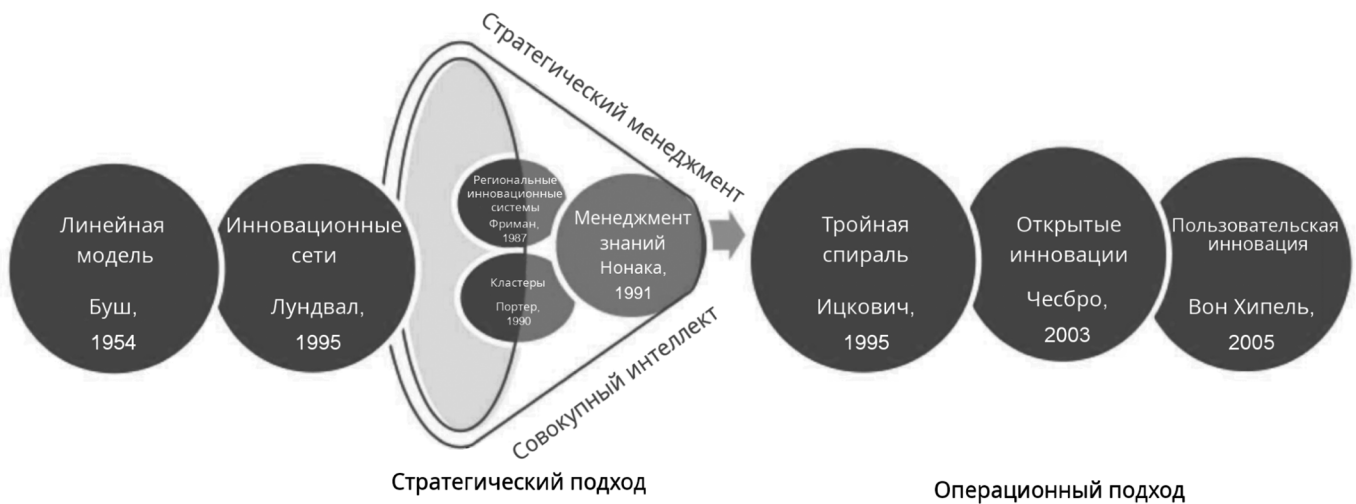 Линейная
модель
Буш,
1954
Инновационные
сети
Лундвал,
1995
Региональные
инновационные
системы
Фриман,
1987
Кластеры
Портер,
1990
Стратегический менеджмент
Менеджмент
знаний
Нонака,
1991
Совокупный интеллект
Тройная
спираль
Ицкович,
1995
Открытые
инновации
Чесбро,
2003
Пользовательская
инновация
Вон Хипель,
2005
Стратегический подход
Операционный подход